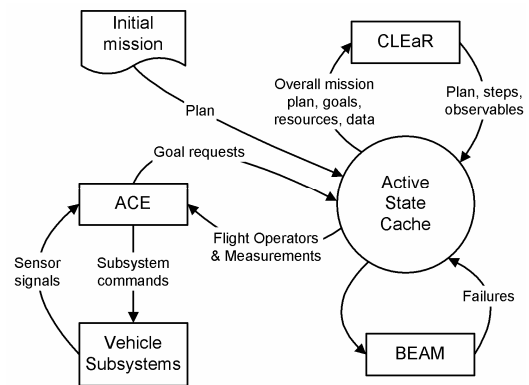 Initial
mission
CLEaR
Overall mission
plan, goals,
resources, data
Plan, steps,
observables
Plan
Goal requests
ACE
Active
State
Cache
Flight Operators
& Measurements
Sensor
signals
Subsystem
commands
Failures
Vehicle
Subsystems
BEAM